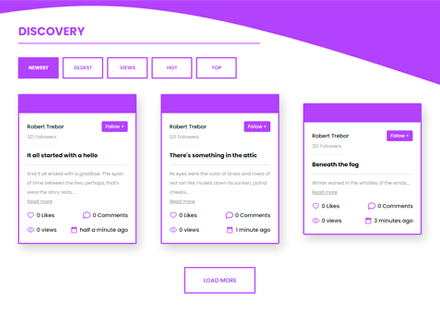 DISCOVERY
NEWEST
OLDEST
VIEWS
HOT
TOP
Robert Trebor
Follow +
321 Followers
It all started with a hello
And it all ended with a goodbye. The span
of time between the two, perhaps, that's
were the story rests....
Read more
0 Likes
0 Comments
0 views
half a minute ago
Robert Trebor
Follow +
321 Followers
There's something in the attic
Its eyes were the color of brass and rivers of
red ran like rivulets down its sunken, putrid
cheeks....
Read more
0 Likes
0 Comments
0 views
1 minute ago
Robert Trebor
Follow +
321 Followers
Beneath the fog
Winter waned in the whistles of the winds....
Read more
0 Likes
0 Comments
0 views
3 minutes ago
LOAD MORE